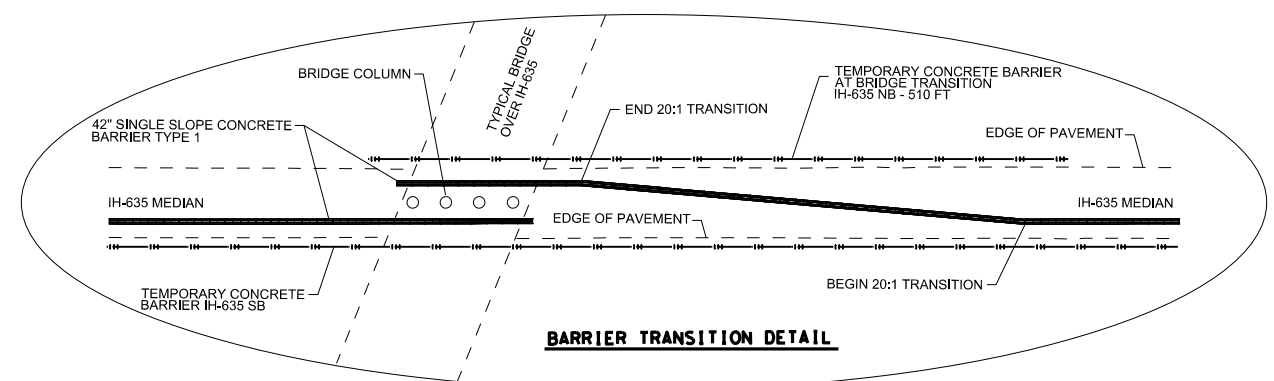 BRIDGE COLUMN
TYPICAL BRIDGE
OVER IH-635
TEMPORARY CONCRETE BARRIER
AT BRIDGE TRANSITION
IH-635 NB - 510 FT
END 20:1 TRANSITION
42" SINGLE SLOPE CONCRETE
BARRIER TYPE 1
EDGE OF PAVEMENT
IH-635 MEDIAN
IH-635 MEDIAN
EDGE OF PAVEMENT
BEGIN 20:1 TRANSITION
TEMPORARY CONCRETE
BARRIER IH-635 SB
BARRIER TRANSITION DETAIL